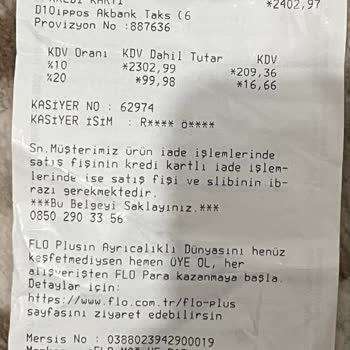 *2402,97
D10ippos Akbank Taks (6
Provizyon No :887636
KDV Oranı KDV Dahil Tutar KDV
%10 *2302,99 *209,36
%20 *99,98 *16,66
KASİYER NO : 62974
KASİYER İSİM : R**** Ö****
Sn.Müşterimiz ürün iade işlemlerinde
satış fişinin kredi kartlı iade işlem-
lerinde ise satış fişi ve slibinin ib-
razı gerekmektedir.
***Bu Belgeyi Saklayınız.***
0850 290 33 56
FLO Plusın Ayrıcalıklı Dünyasını henüz
keşfetmediysen hemen ÜYE OL, her
alışverişten FLO Para kazanmaya başla.
Detaylar için:
https://www.flo.com.tr/flo-plus
sayfasını ziyaret edebilirsin
Mersis No : 0388023942900019